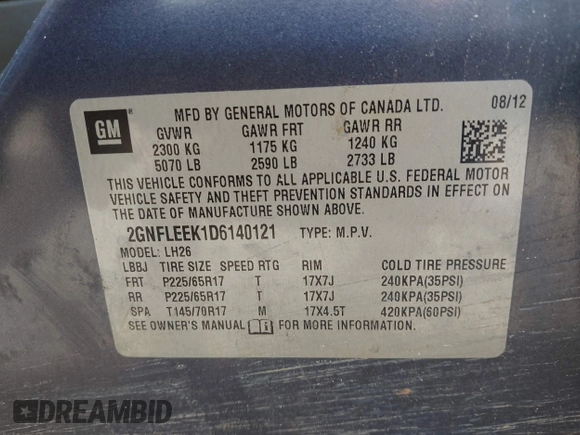 GM
MFD BY GENERAL MOTORS OF CANADA LTD. 08/12
GVWR GAWR FRT GAWR RR
2300 KG 1175 KG 1240 KG
5070 LB 2590 LB 2733 LB
THIS VEHICLE CONFORMS TO ALL APPLICABLE U.S. FEDERAL MOTOR
VEHICLE SAFETY AND THEFT PREVENTION STANDARDS IN EFFECT ON
THE DATE OF MANUFACTURE SHOWN ABOVE.
2GNFLEEK1D6140121 TYPE: M.P.V.
MODEL: LH26
LBBJ TIRE SIZE SPEED RTG RIM COLD TIRE PRESSURE
FRT P225/65R17 T 17X7J 240KPA(35PSI)
RR P225/65R17 T 17X7J 240KPA(35PSI)
SPA T145/70R17 M 17X4.5T 420KPA(60PSI)
SEE OWNER'S MANUAL FOR MORE INFORMATION.
DREAMBID